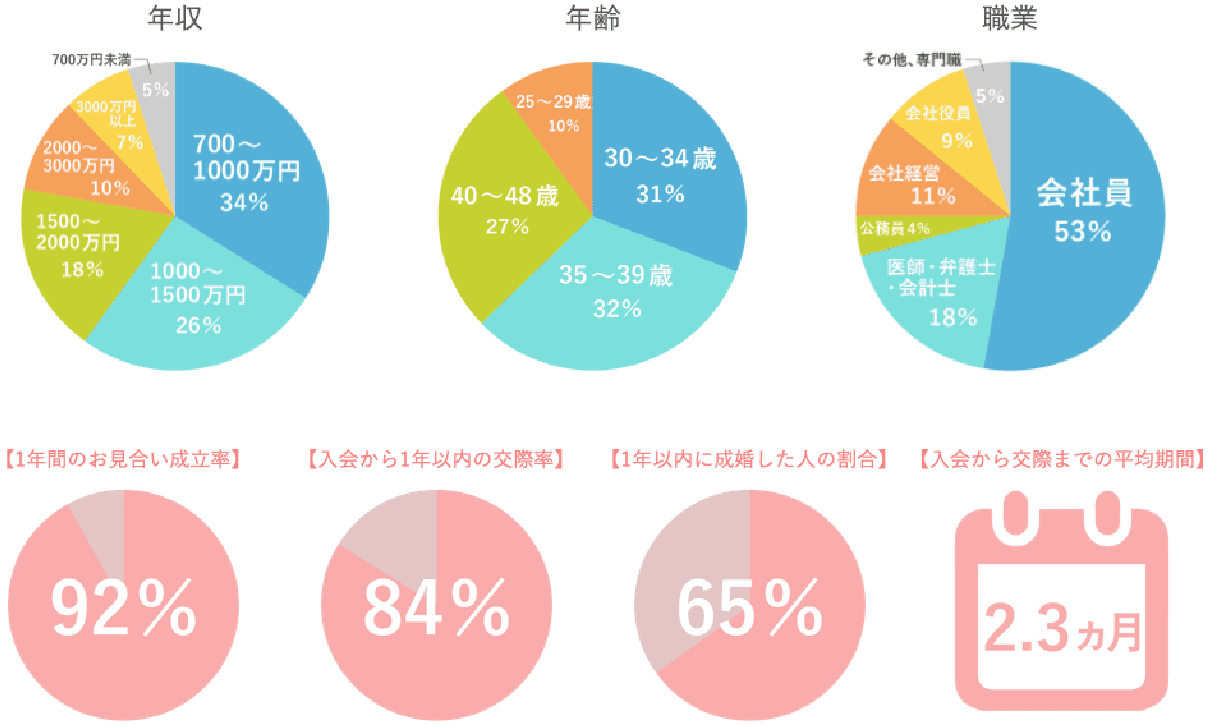 年収
700万円未満
5%
3000万円
以上
7%
2000～
3000万円
10%
1500～
2000万円
18%
1000～
1500万円
26%
700～
1000万円
34%
年齢
25～29歳
10%
30～34歳
31%
40～48歳
27%
35～39歳
32%
職業
その他、専門職
5%
会社役員
9%
会社経営
11%
公務員4%
医師・弁護士
・会計士
18%
会社員
53%
【1年間のお見合い成立率】
92%
【入会から1年以内の交際率】
84%
【1年以内に成婚した人の割合】
65%
【入会から交際までの平均期間】
2.3ヵ月